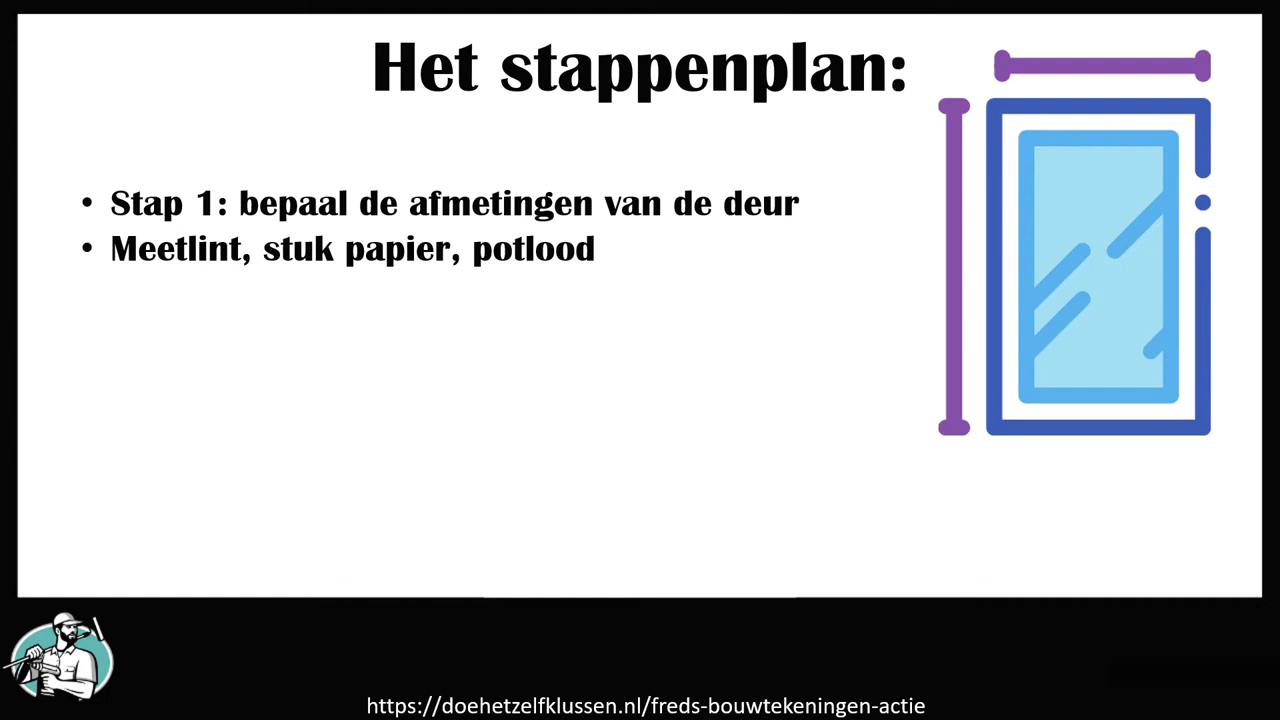 Het stappenplan:
• Stap 1: bepaal de afmetingen van de deur
• Meetlint, stuk papier, potlood
https://doehetzelfklussen.nl/freds-bouwtekeningen-actie